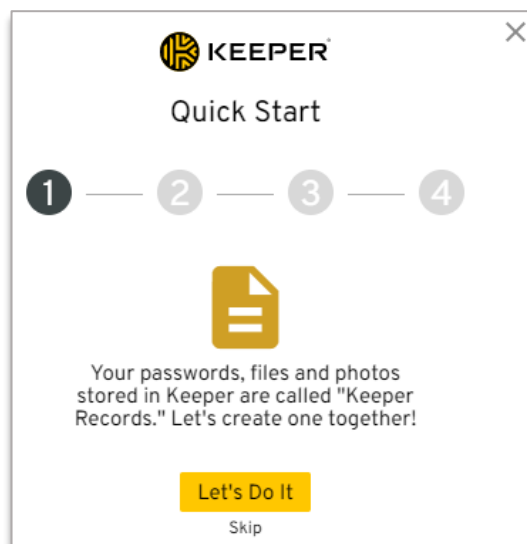 KEEPER
Quick Start
1 2 3 4
Your passwords, files and photos
stored in Keeper are called "Keeper
Records." Let's create one together!
Let's Do It
Skip